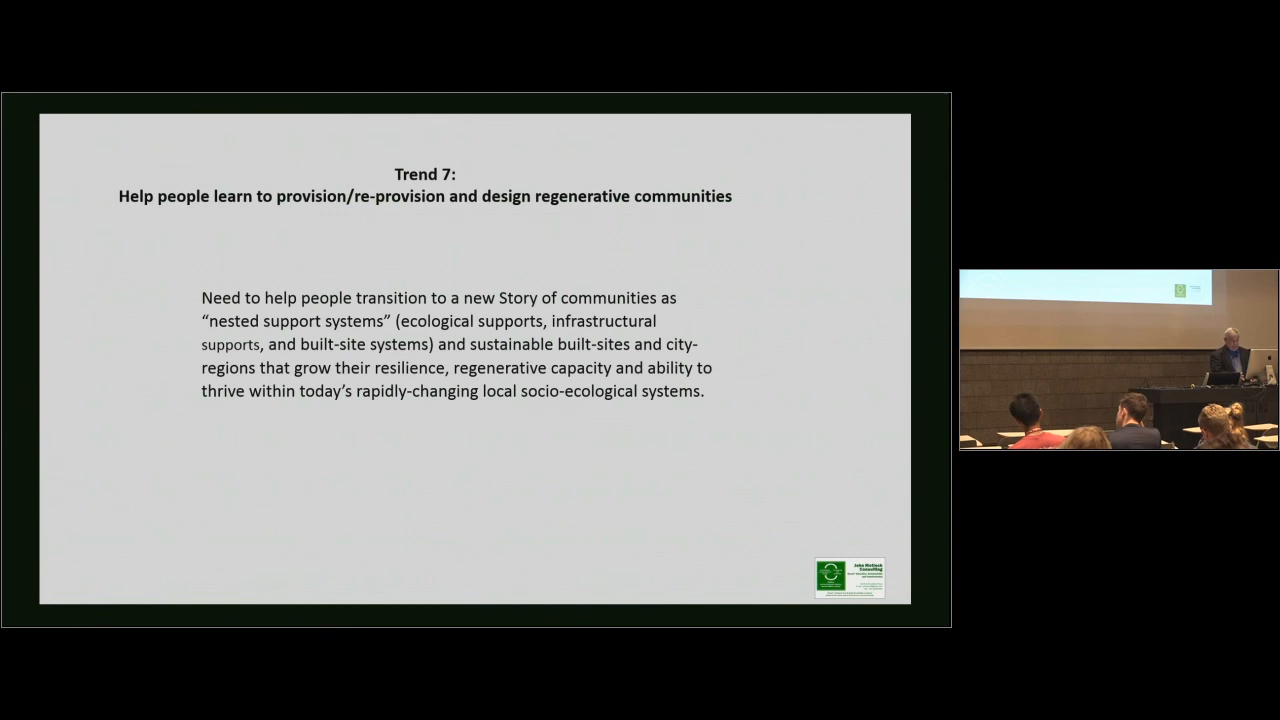 Trend 7:
Help people learn to provision/re-provision and design regenerative communities
Need to help people transition to a new Story of communities as
“nested support systems” (ecological supports, infrastructural
supports, and built-site systems) and sustainable built-sites and city-
regions that grow their resilience, regenerative capacity and ability to
thrive within today’s rapidly-changing local socio-ecological systems.
John Motloch
Consulting